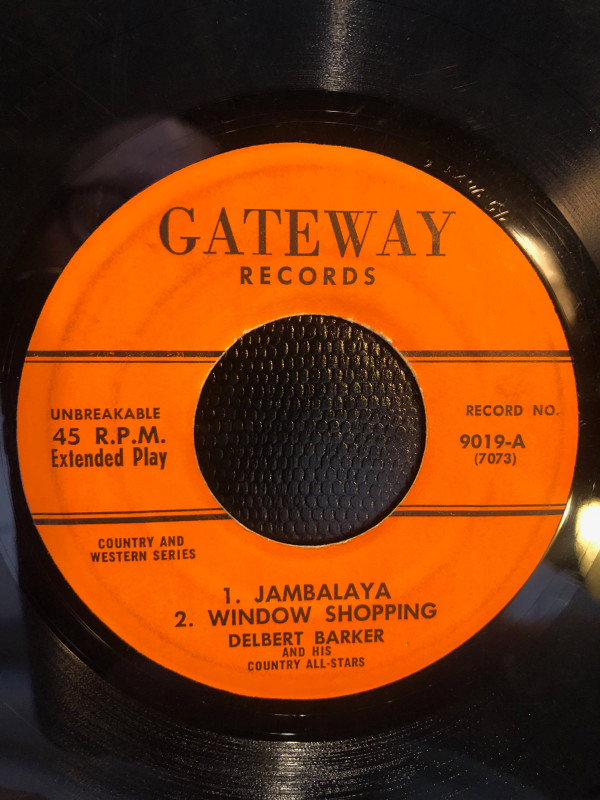 GATEWAY
RECORDS
UNBREAKABLE
45 R.P.M.
Extended Play
RECORD NO.
9019-A
(7073)
COUNTRY AND
WESTERN SERIES
1. JAMBALAYA
2. WINDOW SHOPPING
DELBERT BARKER
AND HIS
COUNTRY ALL-STARS